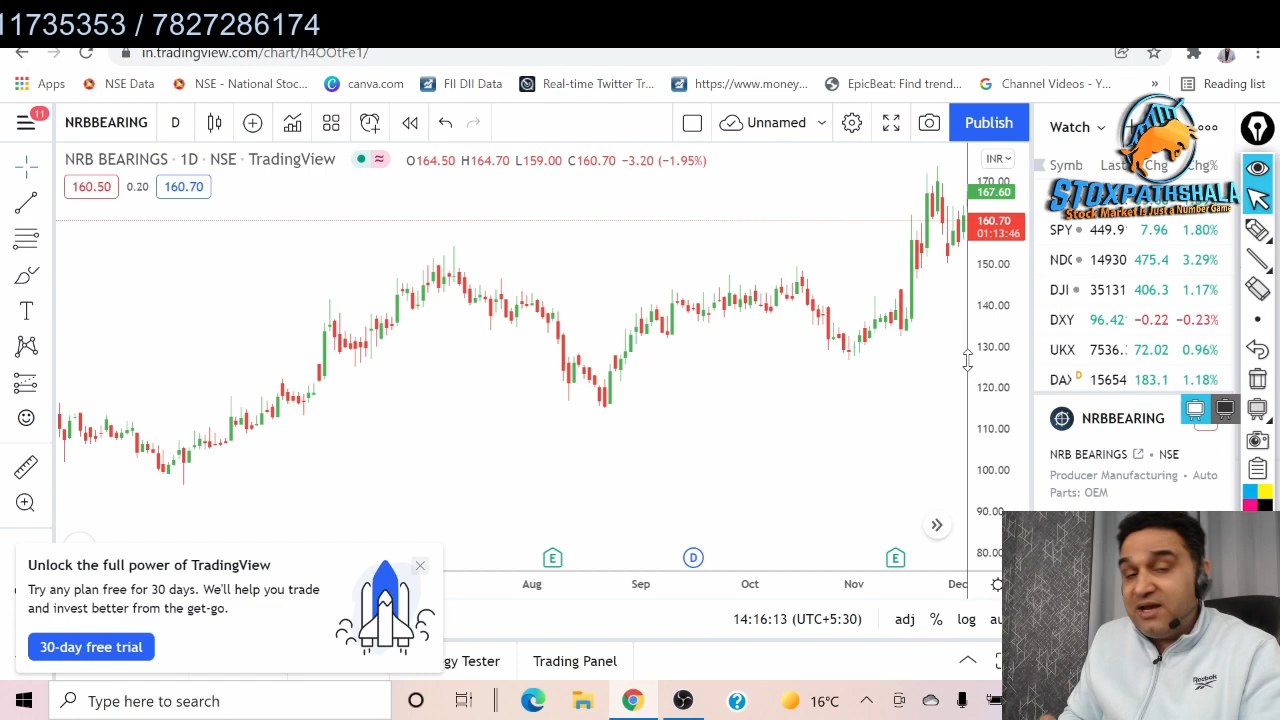 11735353 / 7827286174
in.tradingview.com/chart/h4OOtFe1/
Apps NSE Data NSE - National Stoc... canva.com FII DII Data Real-time Twitter Tr... https://www.money... EpicBeat: Find trend... Channel Videos - Y... » Reading list
11 NRBBEARING D Unnamed Publish Watch
NRB BEARINGS · 1D · NSE · TradingView O164.50 H164.70 L159.00 C160.70 −3.20 (−1.95%) INR
Symb Last Chg Chg%
160.50 0.20 160.70
170.00
167.60
STOXPATHSHALA
Stock Market is Just a Number Game
160.70
01:13:46
SPY 449.9 7.96 1.80%
150.00 NDC 14930 475.4 3.29%
DJI 35131 406.3 1.17%
140.00
DXY 96.42 −0.22 −0.23%
130.00 UKX 7536. 72.02 0.96%
120.00 DAX D 15654 183.1 1.18%
110.00 NRBBEARING
NRB BEARINGS · NSE
100.00 Producer Manufacturing · Auto
Parts: OEM
90.00
80.00
E D E
Aug Sep Oct Nov Dec
Unlock the full power of TradingView
Try any plan free for 30 days. We'll help you trade
and invest better from the get-go.
30-day free trial
14:16:13 (UTC+5:30) adj % log au
gy Tester Trading Panel
Reebok
Type here to search 16°C